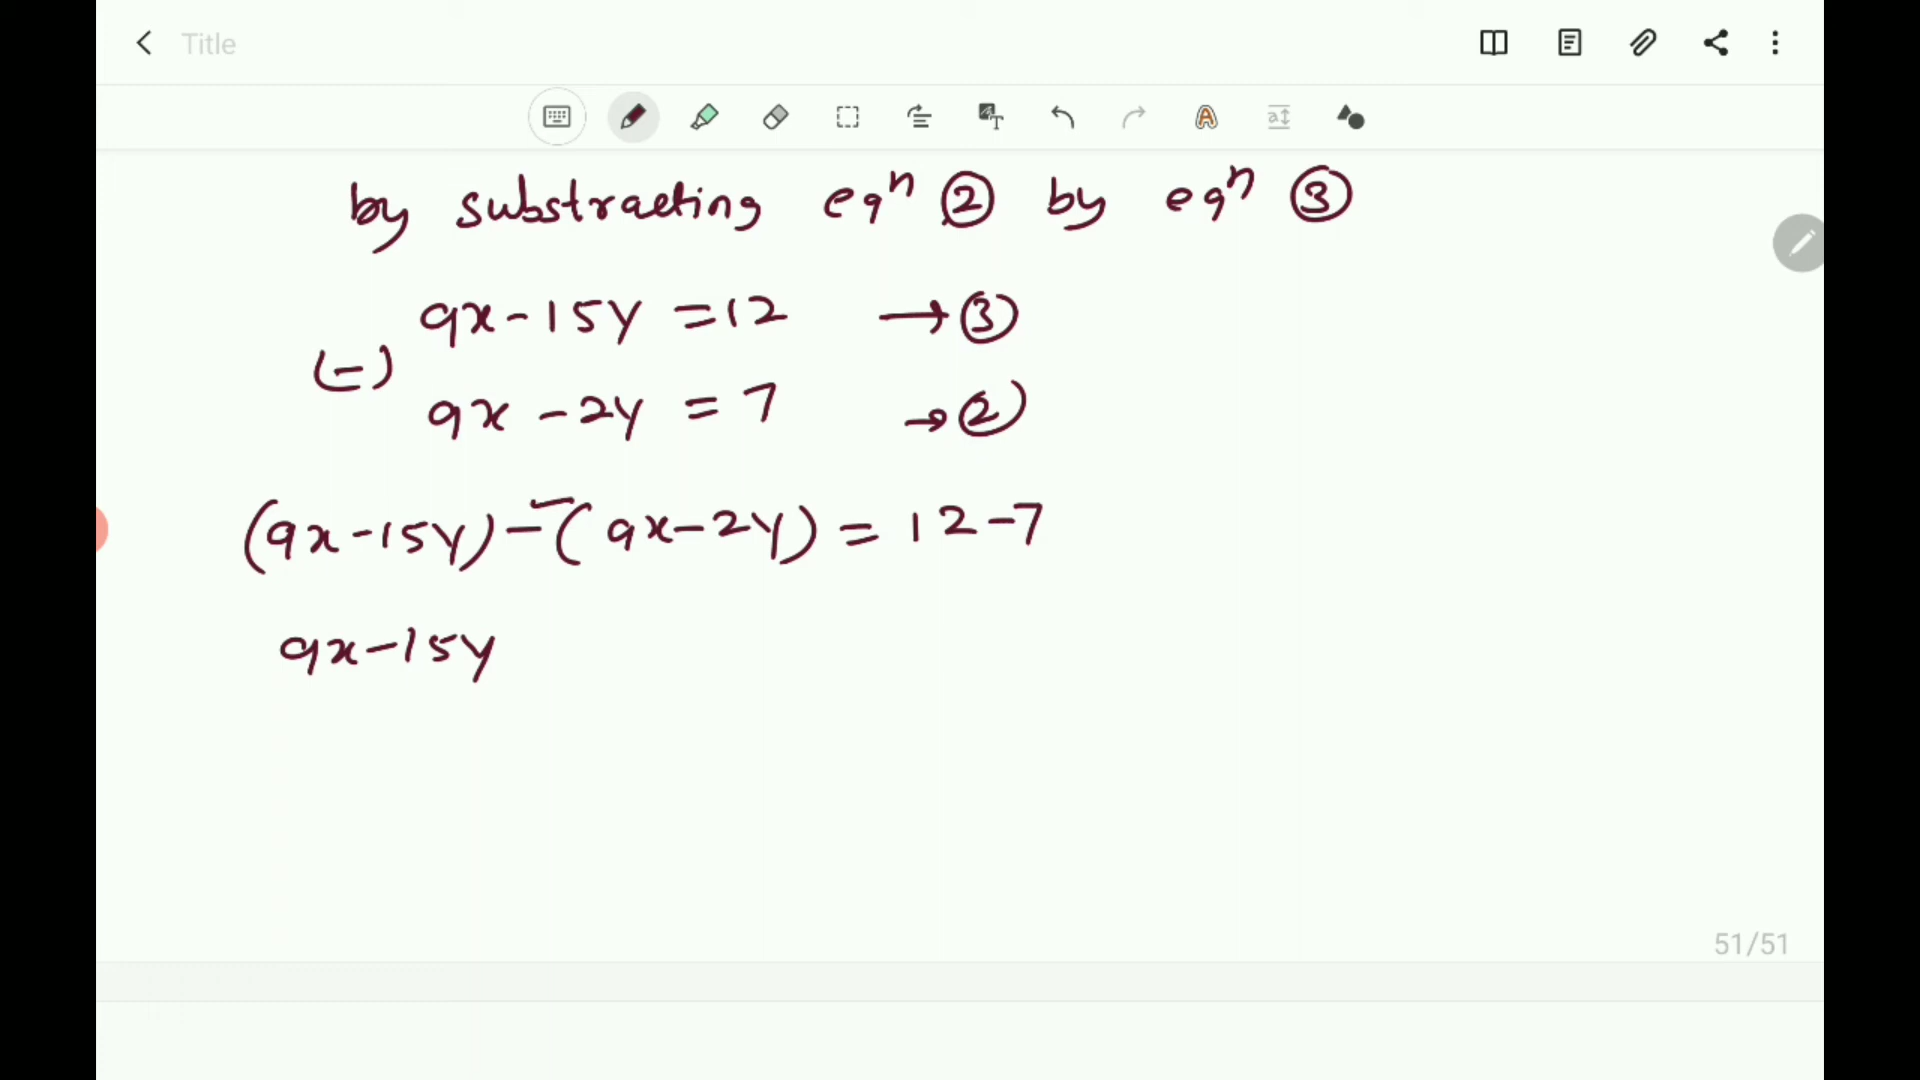 Title
by substracting eqⁿ ② by eqⁿ ③
9x-15y =12 →③
(-)
9x -2y = 7 →②
(9x-15y)-(9x-2y) = 12-7
9x-15y
51/51